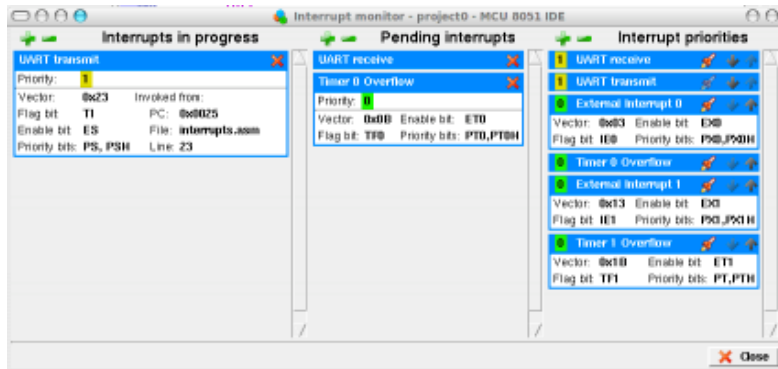 Interrupt monitor - project0 - MCU 8051 IDE
Interrupts in progress
UART transmit
Priority: 1
Vector: 0x23 Invoked from:
Flag bit TI PC: 0x0025
Enable bit ES File: interrupts.asm
Priority bits: PS, PSH Line: 23
Pending interrupts
UART receive
Timer 0 Overflow
Priority: 0
Vector: 0x0B Enable bit: ET0
Flag bit: TF0 Priority bits: PT0,PT0H
Interrupt priorities
1 UART receive
1 UART transmit
0 External Interrupt 0
Vector: 0x03 Enable bit EX0
Flag bit IE0 Priority bits: PX0,PX0H
0 Timer 0 Overflow
0 External Interrupt 1
Vector: 0x13 Enable bit EX1
Flag bit IE1 Priority bits: PX1,PX1H
0 Timer 1 Overflow
Vector: 0x1B Enable bit ET1
Flag bit TF1 Priority bits: PT,PTH
Close